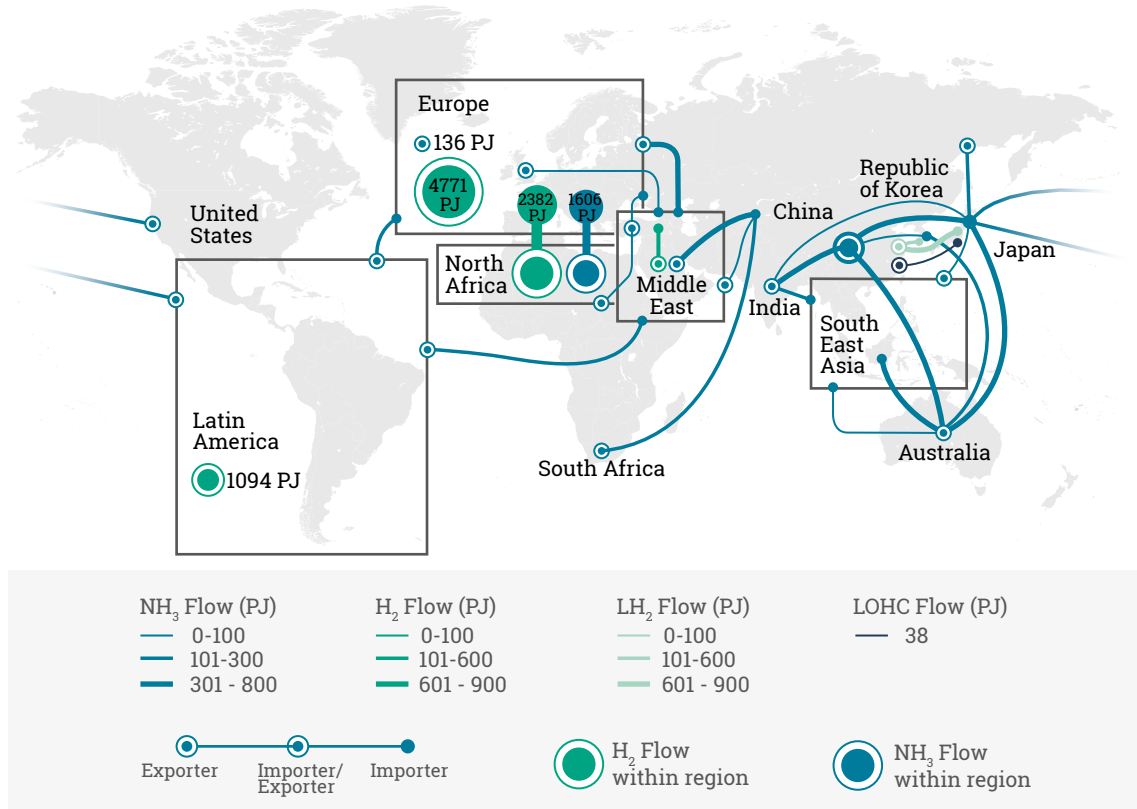 Europe
136 PJ
4771
PJ
2382
PJ
1606
PJ
United
States
North
Africa
Middle
East
China
India
Republic
of Korea
Japan
South
East
Asia
Australia
South Africa
Latin
America
1094 PJ
NH₃ Flow (PJ)
0-100
101-300
301 - 800
H₂ Flow (PJ)
0-100
101-600
601 - 900
LH₂ Flow (PJ)
0-100
101-600
601 - 900
LOHC Flow (PJ)
38
Exporter
Importer/
Exporter
Importer
H₂ Flow
within region
NH₃ Flow
within region